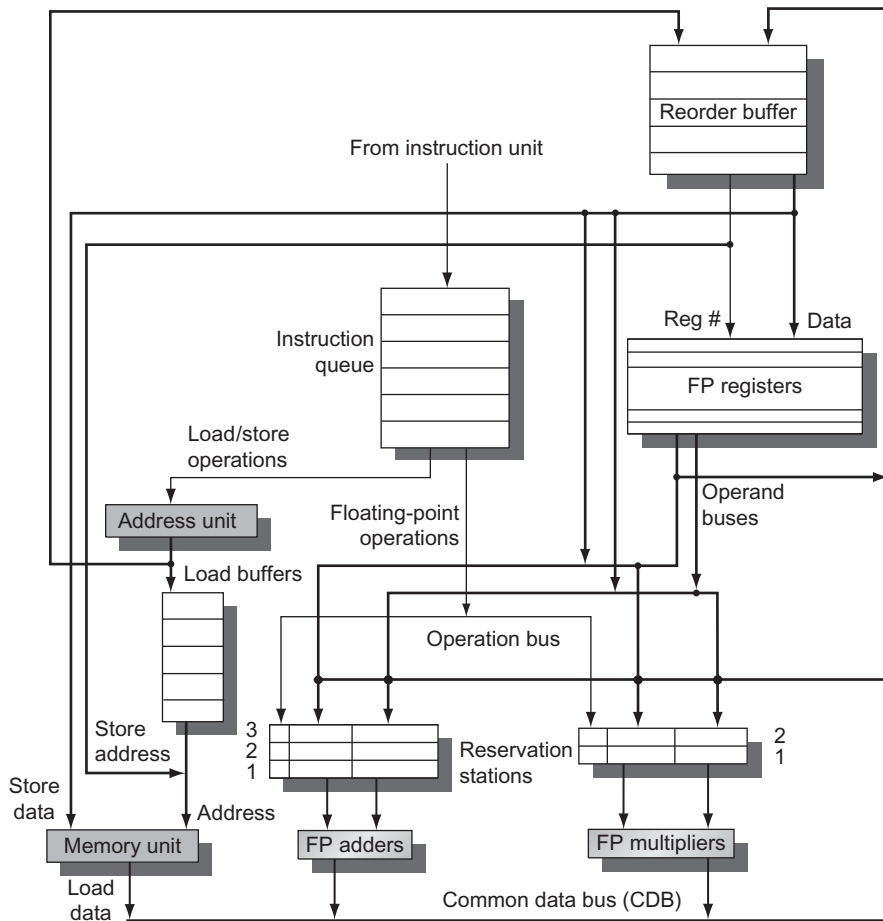 Reorder buffer
From instruction unit
Reg #
Data
Instruction
queue
FP registers
Load/store
operations
Operand
buses
Address unit
Floating-point
operations
Load buffers
Operation bus
3
2
1
Reservation
stations
2
1
Store
address
Store
data
Address
Memory unit
FP adders
FP multipliers
Load
data
Common data bus (CDB)